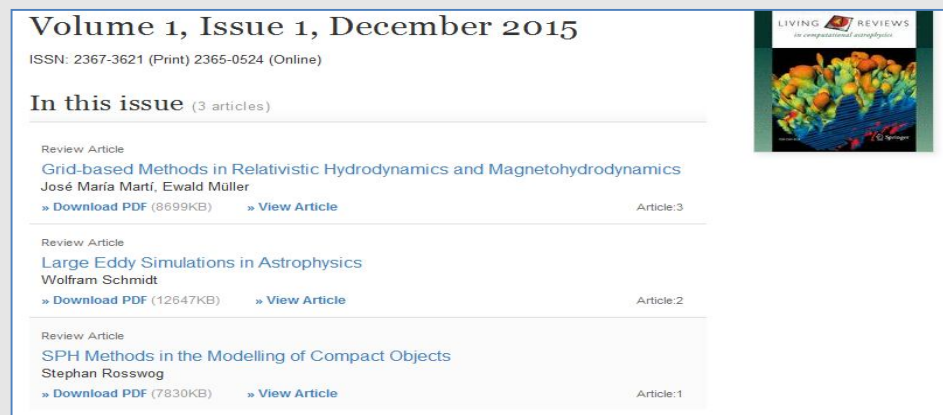 Volume 1, Issue 1, December 2015
ISSN: 2367-3621 (Print) 2365-0524 (Online)
In this issue (3 articles)
Review Article
Grid-based Methods in Relativistic Hydrodynamics and Magnetohydrodynamics
José María Martí, Ewald Müller
» Download PDF (8699KB) » View Article Article:3
Review Article
Large Eddy Simulations in Astrophysics
Wolfram Schmidt
» Download PDF (12647KB) » View Article Article:2
Review Article
SPH Methods in the Modelling of Compact Objects
Stephan Rosswog
» Download PDF (7830KB) » View Article Article:1
LIVING REVIEWS
in computational astrophysics
Springer